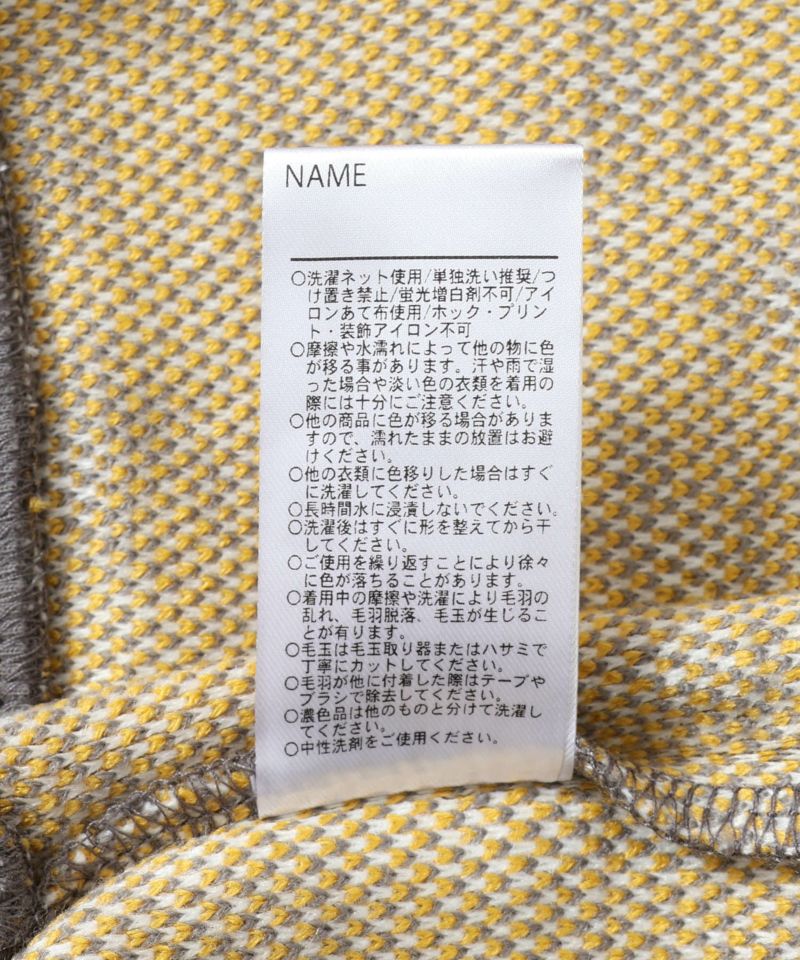 NAME
○洗濯ネット使用/単独洗い推奨/つ
け置き禁止/蛍光増白剤不可/アイ
ロンあて布使用/ホック・プリン
ト・装飾アイロン不可
○摩擦や水濡れによって他の物に色
が移る事があります。汗や雨で湿
った場合や淡い色の衣類を着用の
際には十分にご注意ください。
○他の商品に色が移る場合がありま
すので、濡れたままの放置はお避
けください。
○他の衣類に色移りした場合はすぐ
に洗濯してください。
○長時間水に浸漬しないでください。
○洗濯後はすぐに形を整えてから干
してください。
○ご使用を繰り返すことにより徐々
に色が落ちることがあります。
○着用中の摩擦や洗濯により毛羽の
乱れ、毛羽脱落、毛玉が生じるこ
とが有ります。
○毛玉は毛玉取り器またはハサミで
丁寧にカットしてください。
○毛羽が他に付着した際はテープや
ブラシで除去してください。
○濃色品は他のものと分けて洗濯し
てください。
○中性洗剤をご使用ください。